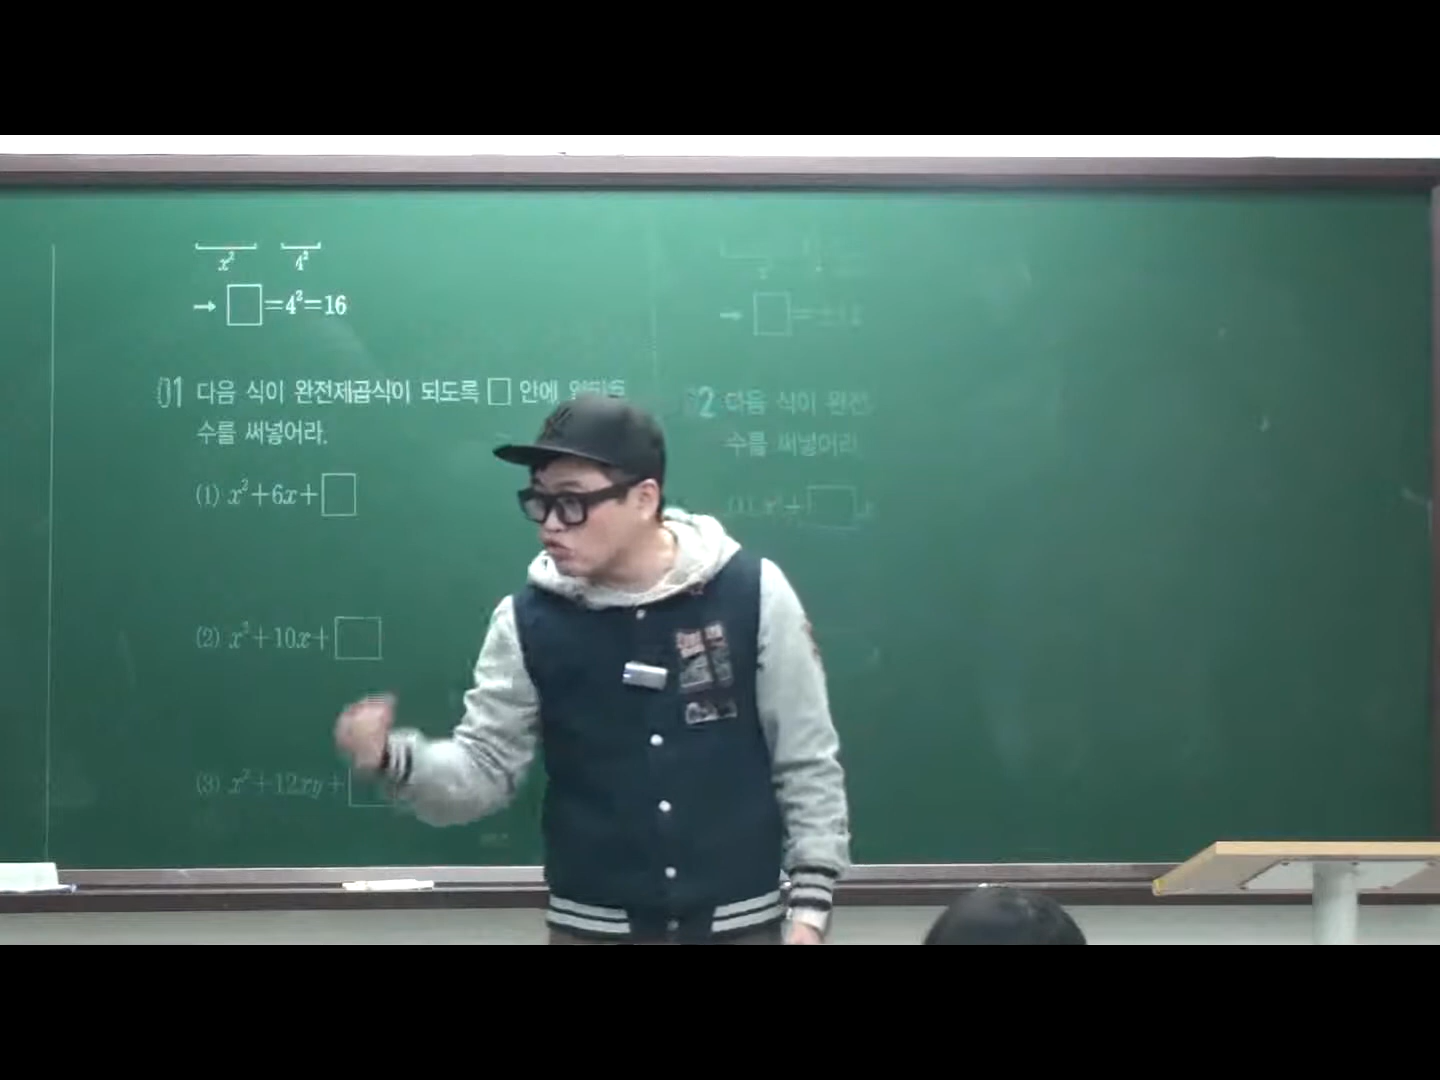 x² 4²
→ □=4²=16
01 다음 식이 완전제곱식이 되도록 □ 안에
수를 써넣어라.
(1) x²+6x+□
(2) x²+10x+□
(3) x²+12xy+□
→ □=
2 다음 식이 완전
수를 써넣어라